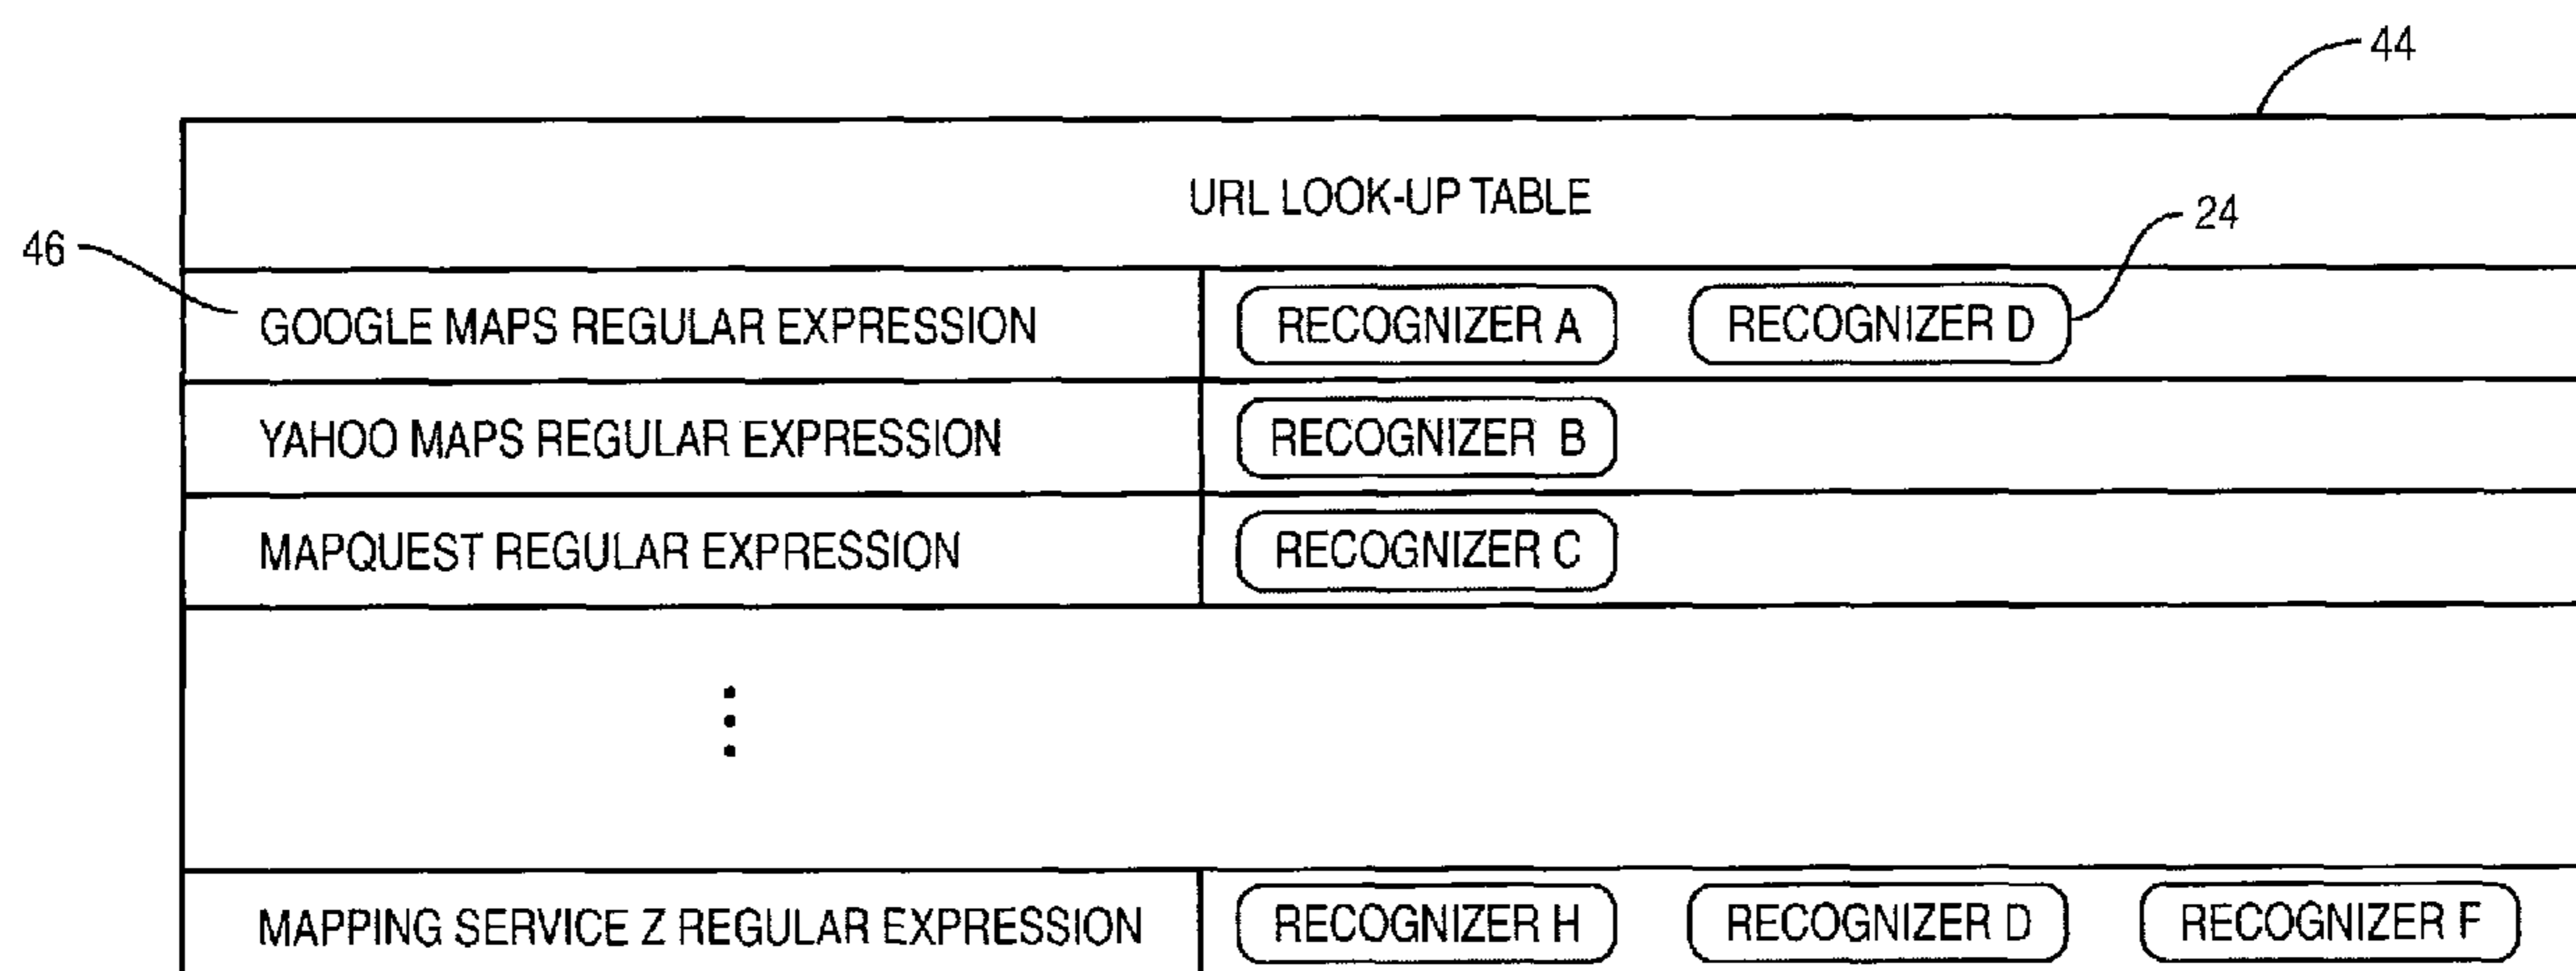 44
URL LOOK-UP TABLE
24
46
GOOGLE MAPS REGULAR EXPRESSION RECOGNIZER A RECOGNIZER D
YAHOO MAPS REGULAR EXPRESSION RECOGNIZER B
MAPQUEST REGULAR EXPRESSION RECOGNIZER C
MAPPING SERVICE Z REGULAR EXPRESSION RECOGNIZER H RECOGNIZER D RECOGNIZER F